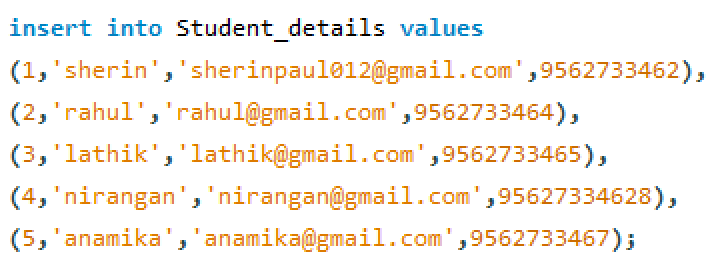 insert into Student_details values
(1,'sherin','sherinpaul012@gmail.com',9562733462),
(2,'rahul','rahul@gmail.com',9562733464),
(3,'lathik','lathik@gmail.com',9562733465),
(4,'nirangan','nirangan@gmail.com',95627334628),
(5,'anamika','anamika@gmail.com',9562733467);